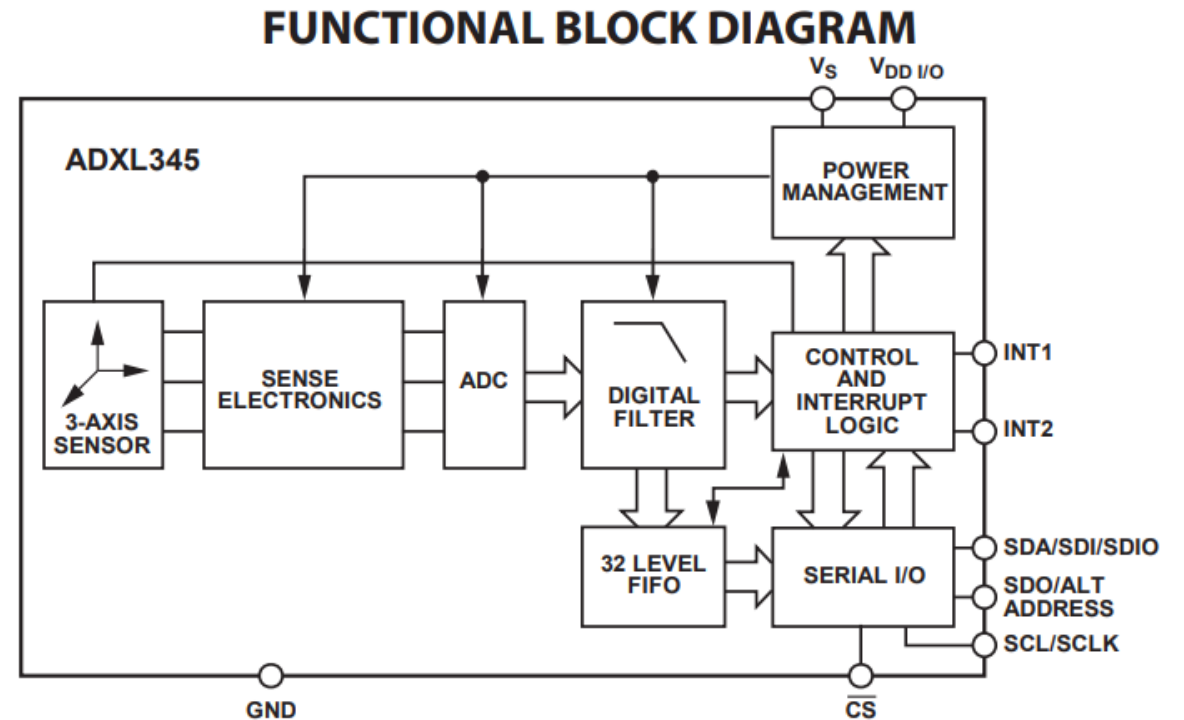 FUNCTIONAL BLOCK DIAGRAM
VS
VDD I/O
ADXL345
POWER
MANAGEMENT
3-AXIS
SENSOR
SENSE
ELECTRONICS
ADC
DIGITAL
FILTER
CONTROL
AND
INTERRUPT
LOGIC
INT1
INT2
32 LEVEL
FIFO
SERIAL I/O
SDA/SDI/SDIO
SDO/ALT
ADDRESS
SCL/SCLK
GND
C̅S̅